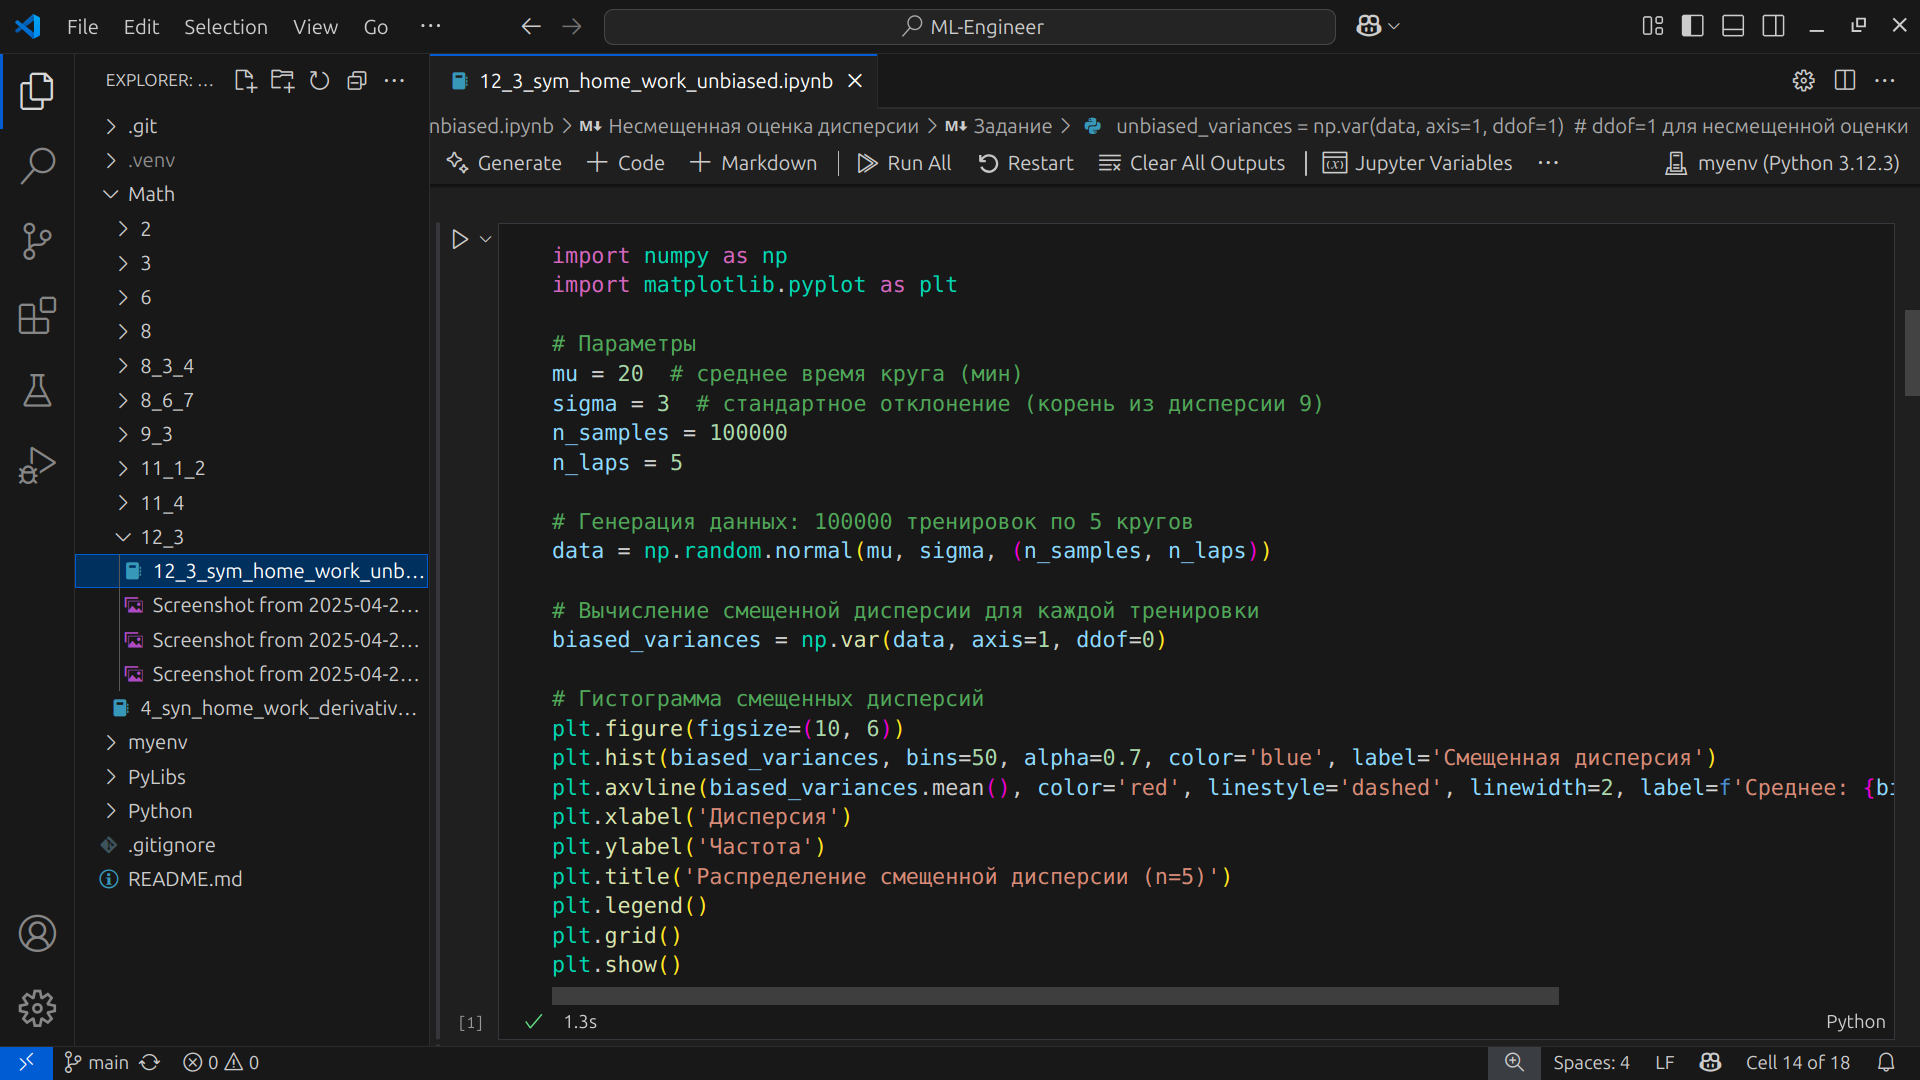 File Edit Selection View Go ···
ML-Engineer
EXPLORER: ...
.git
.venv
Math
2
3
6
8
8_3_4
8_6_7
9_3
11_1_2
11_4
12_3
12_3_sym_home_work_unb...
Screenshot from 2025-04-2...
Screenshot from 2025-04-2...
Screenshot from 2025-04-2...
4_syn_home_work_derivativ...
myenv
PyLibs
Python
.gitignore
README.md
12_3_sym_home_work_unbiased.ipynb
nbiased.ipynb > M↓ Несмещенная оценка дисперсии > M↓ Задание > unbiased_variances = np.var(data, axis=1, ddof=1) # ddof=1 для несмещенной оценки
Generate + Code + Markdown | Run All Restart Clear All Outputs | Jupyter Variables ··· myenv (Python 3.12.3)
import numpy as np
import matplotlib.pyplot as plt
# Параметры
mu = 20  # среднее время круга (мин)
sigma = 3  # стандартное отклонение (корень из дисперсии 9)
n_samples = 100000
n_laps = 5
# Генерация данных: 100000 тренировок по 5 кругов
data = np.random.normal(mu, sigma, (n_samples, n_laps))
# Вычисление смещенной дисперсии для каждой тренировки
biased_variances = np.var(data, axis=1, ddof=0)
# Гистограмма смещенных дисперсий
plt.figure(figsize=(10, 6))
plt.hist(biased_variances, bins=50, alpha=0.7, color='blue', label='Смещенная дисперсия')
plt.axvline(biased_variances.mean(), color='red', linestyle='dashed', linewidth=2, label=f'Среднее: {bi
plt.xlabel('Дисперсия')
plt.ylabel('Частота')
plt.title('Распределение смещенной дисперсии (n=5)')
plt.legend()
plt.grid()
plt.show()
[1] 1.3s Python
main 0 0 Spaces: 4 LF Cell 14 of 18